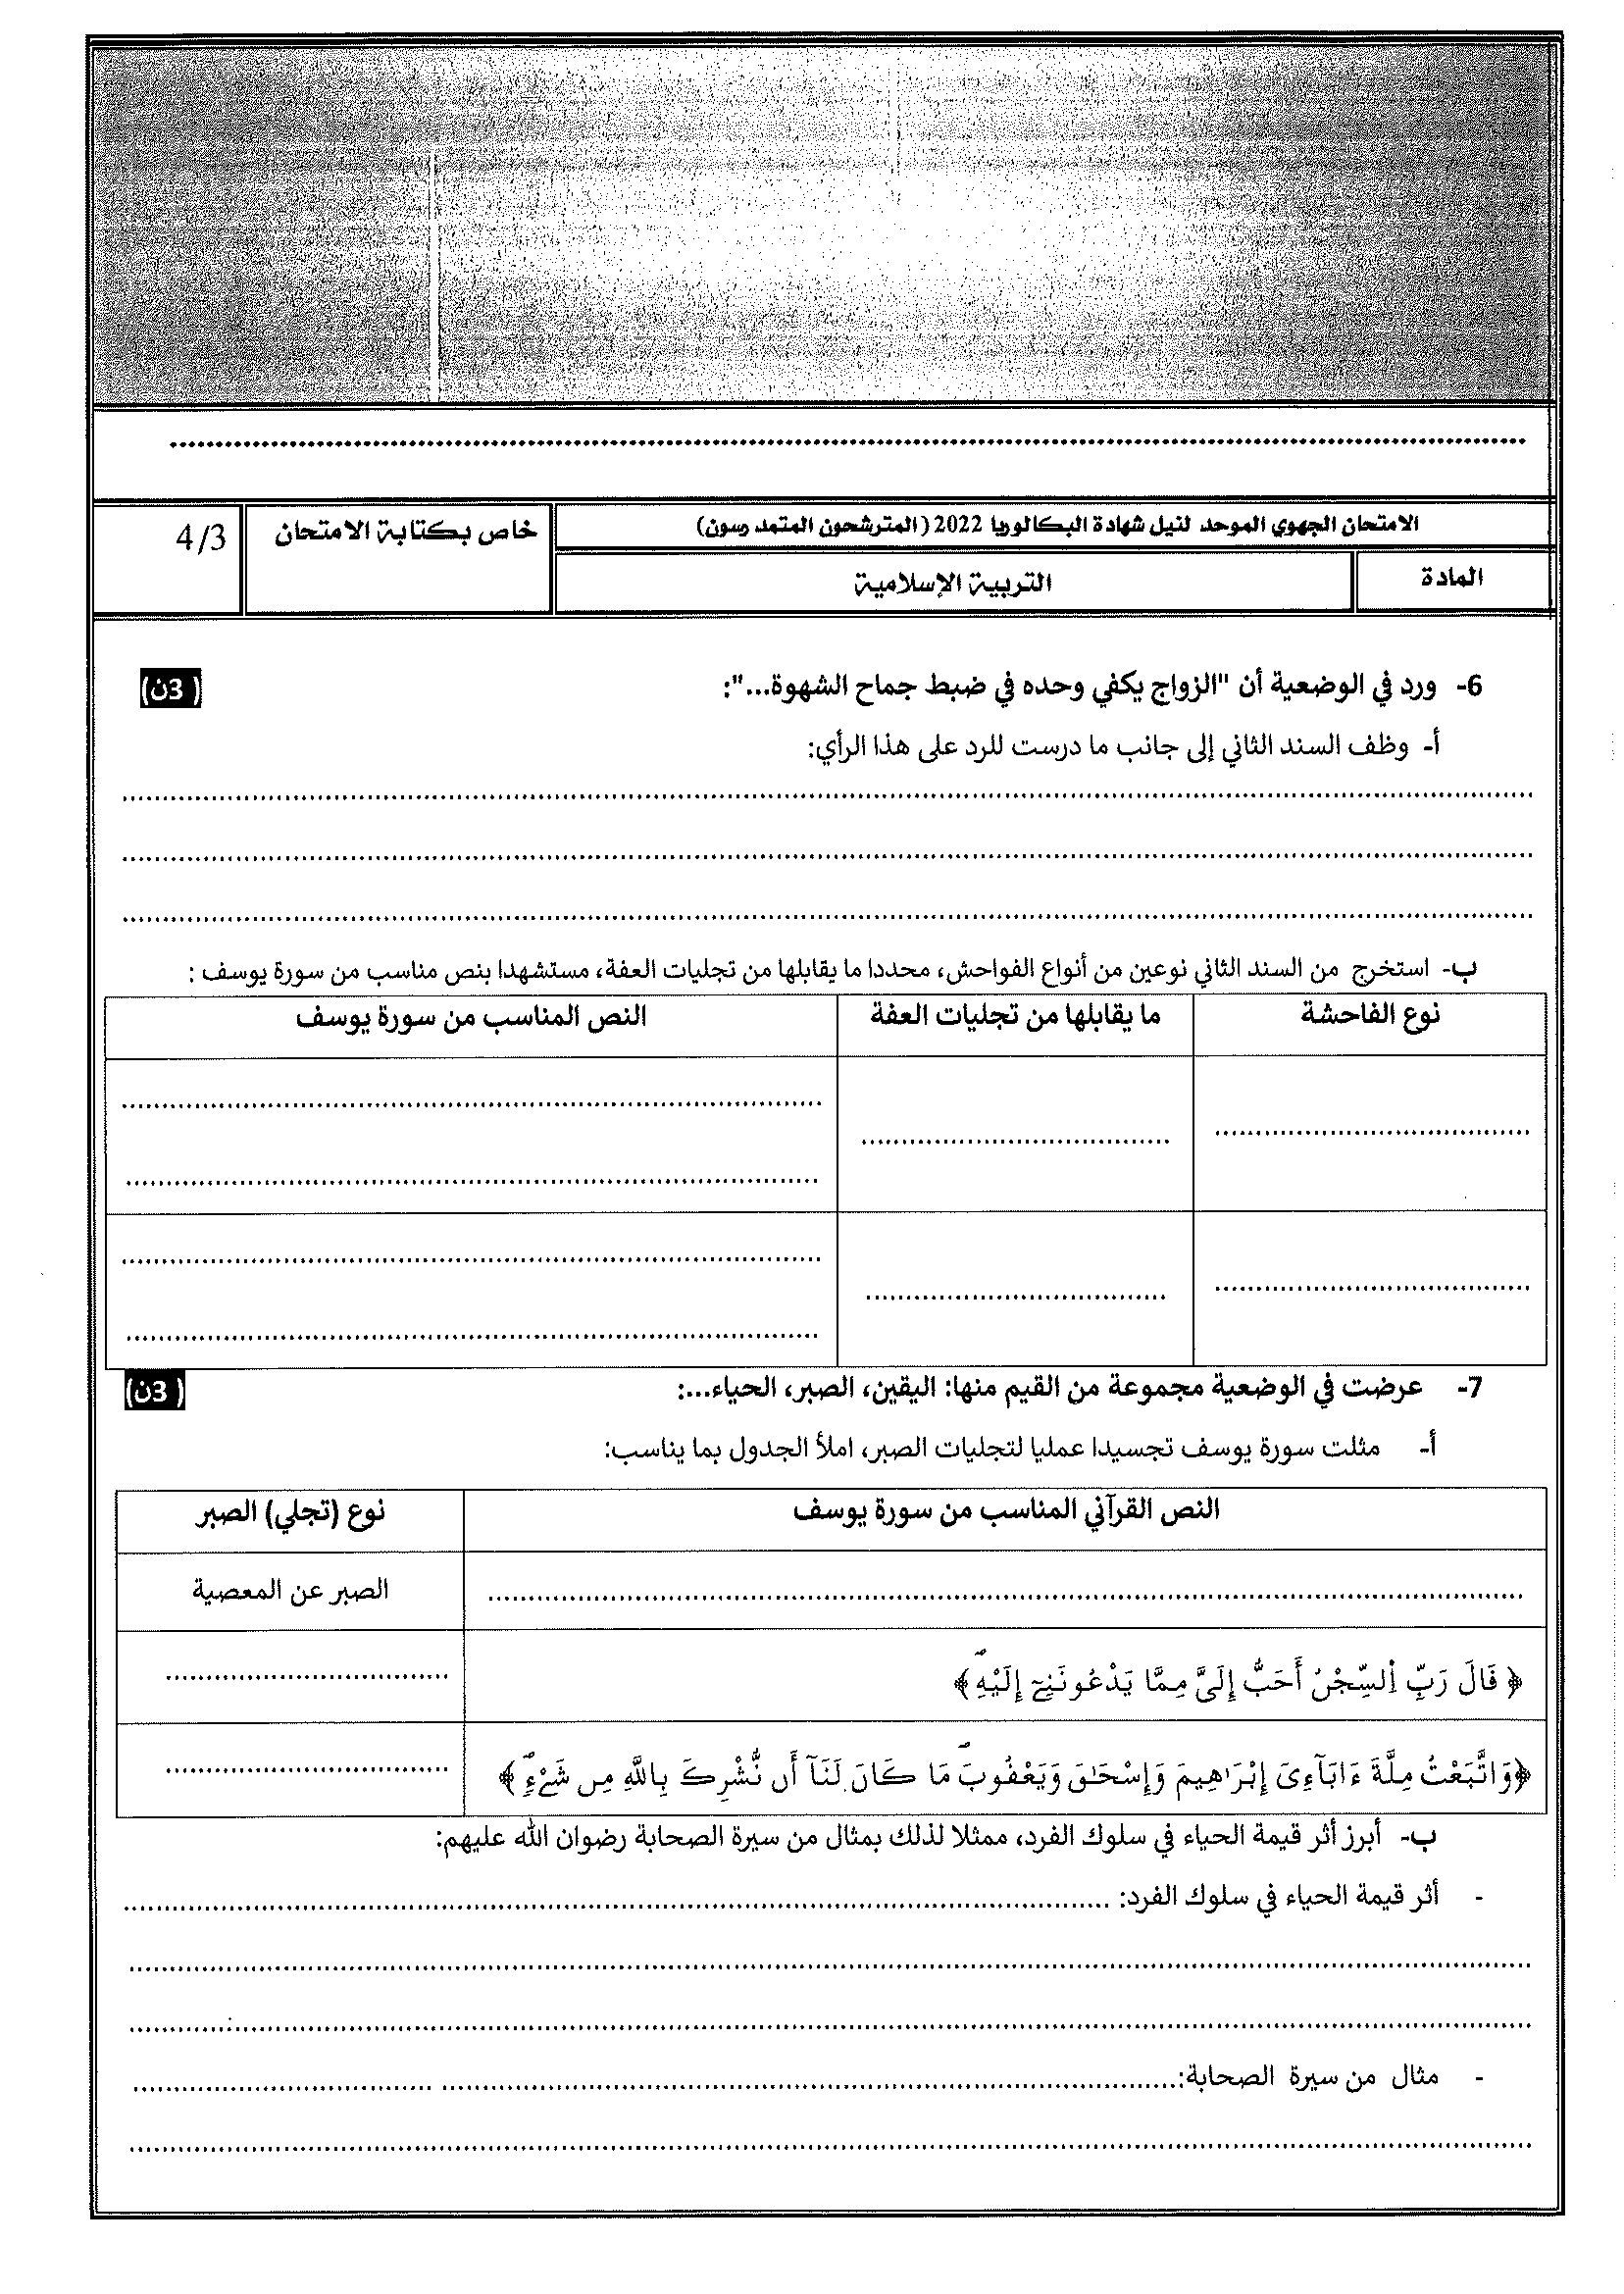 الامتحان الجهوي الموحد لنيل شهادة البكالوريا 2022 (المترشحون المتمدرسون)
خاص بكتابة الامتحان
4/3
المادة
التربية الإسلامية
6- ورد في الوضعية أن "الزواج يكفي وحده في ضبط جماح الشهوة...":
( 3ن)
أ- وظف السند الثاني إلى جانب ما درست للرد على هذا الرأي:
ب- استخرج من السند الثاني نوعين من أنواع الفواحش، محددا ما يقابلها من تجليات العفة، مستشهدا بنص مناسب من سورة يوسف :
نوع الفاحشة
ما يقابلها من تجليات العفة
النص المناسب من سورة يوسف
7- عرضت في الوضعية مجموعة من القيم منها: اليقين، الصبر، الحياء...:
( 3ن)
أ- مثلت سورة يوسف تجسيدا عمليا لتجليات الصبر، املأ الجدول بما يناسب:
النص القرآني المناسب من سورة يوسف
نوع (تجلي) الصبر
الصبر عن المعصية
﴿ قَالَ رَبِّ اِ۬لسِّجْنُ أَحَبُّ إِلَيَّ مِمَّا يَدْعُونَنِےٓ إِلَيْهِۖ﴾
﴿وَاتَّبَعْتُ مِلَّةَ ءَابَآءِيَ إِبْرَٰهِيمَ وَإِسْحَٰقَ وَيَعْقُوبَۖ مَا كَانَ لَنَآ أَن نُّشْرِكَ بِاللَّهِ مِن شَےْءٖۖ﴾
ب- أبرز أثر قيمة الحياء في سلوك الفرد، ممثلا لذلك بمثال من سيرة الصحابة رضوان الله عليهم:
- أثر قيمة الحياء في سلوك الفرد:
- مثال من سيرة الصحابة: